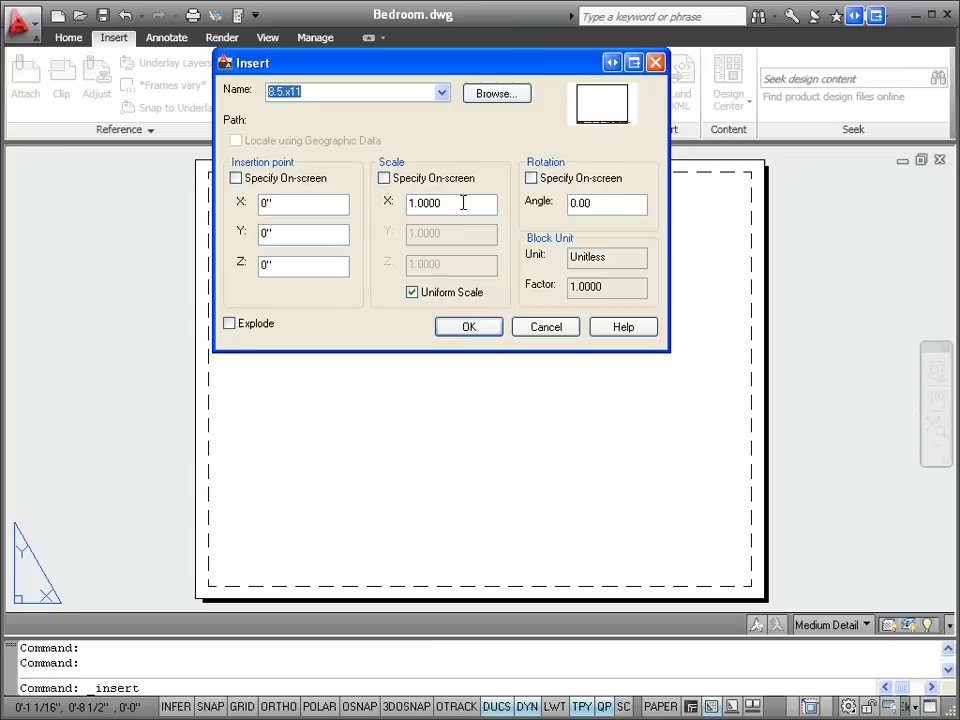 Bedroom.dwg
Type a keyword or phrase
Home Insert Annotate Render View Manage
Attach Clip Adjust
Underlay Layers
*Frames vary*
Snap to Underlays
Reference
Design Center
Content
Seek design content
Find product design files online
Seek
Insert
Name: 8.5.x11 Browse...
Path:
Locate using Geographic Data
Insertion point
Specify On-screen
X: 0"
Y: 0"
Z: 0"
Scale
Specify On-screen
X: 1.0000
Y: 1.0000
Z: 1.0000
Uniform Scale
Rotation
Specify On-screen
Angle: 0.00
Block Unit
Unit: Unitless
Factor: 1.0000
Explode
OK Cancel Help
Y
X
Medium Detail
Command:
Command:
Command: _insert
0'-1 1/16", 0'-8 1/2" , 0'-0" INFER SNAP GRID ORTHO POLAR OSNAP 3DOSNAP OTRACK DUCS DYN LWT TPY QP SC PAPER